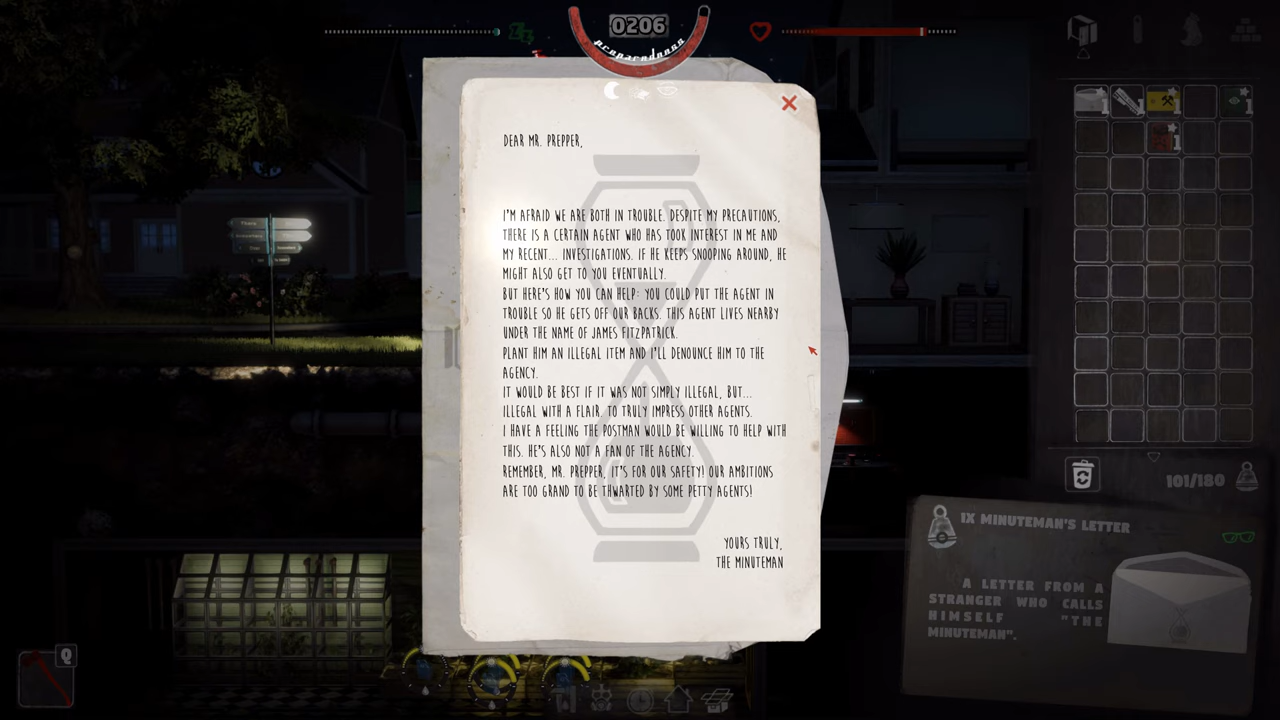 0206
preparedness
DEAR MR. PREPPER,
I'M AFRAID WE ARE BOTH IN TROUBLE. DESPITE MY PRECAUTIONS,
THERE IS A CERTAIN AGENT WHO HAS TOOK INTEREST IN ME AND
MY RECENT... INVESTIGATIONS. IF HE KEEPS SNOOPING AROUND, HE
MIGHT ALSO GET TO YOU EVENTUALLY.
BUT HERE'S HOW YOU CAN HELP: YOU COULD PUT THE AGENT IN
TROUBLE SO HE GETS OFF OUR BACKS. THIS AGENT LIVES NEARBY
UNDER THE NAME OF JAMES FITZPATRICK.
PLANT HIM AN ILLEGAL ITEM AND I'LL DENOUNCE HIM TO THE
AGENCY.
IT WOULD BE BEST IF IT WAS NOT SIMPLY ILLEGAL, BUT...
ILLEGAL WITH A FLAIR. TO TRULY IMPRESS OTHER AGENTS.
I HAVE A FEELING THE POSTMAN WOULD BE WILLING TO HELP WITH
THIS. HE'S ALSO NOT A FAN OF THE AGENCY.
REMEMBER, MR. PREPPER, IT'S FOR OUR SAFETY! OUR AMBITIONS
ARE TOO GRAND TO BE THWARTED BY SOME PETTY AGENTS!
YOURS TRULY,
THE MINUTEMAN
1
1
1
1
1
101/180
1X MINUTEMAN'S LETTER
A LETTER FROM A
STRANGER WHO CALLS
HIMSELF "THE
MINUTEMAN".
Q